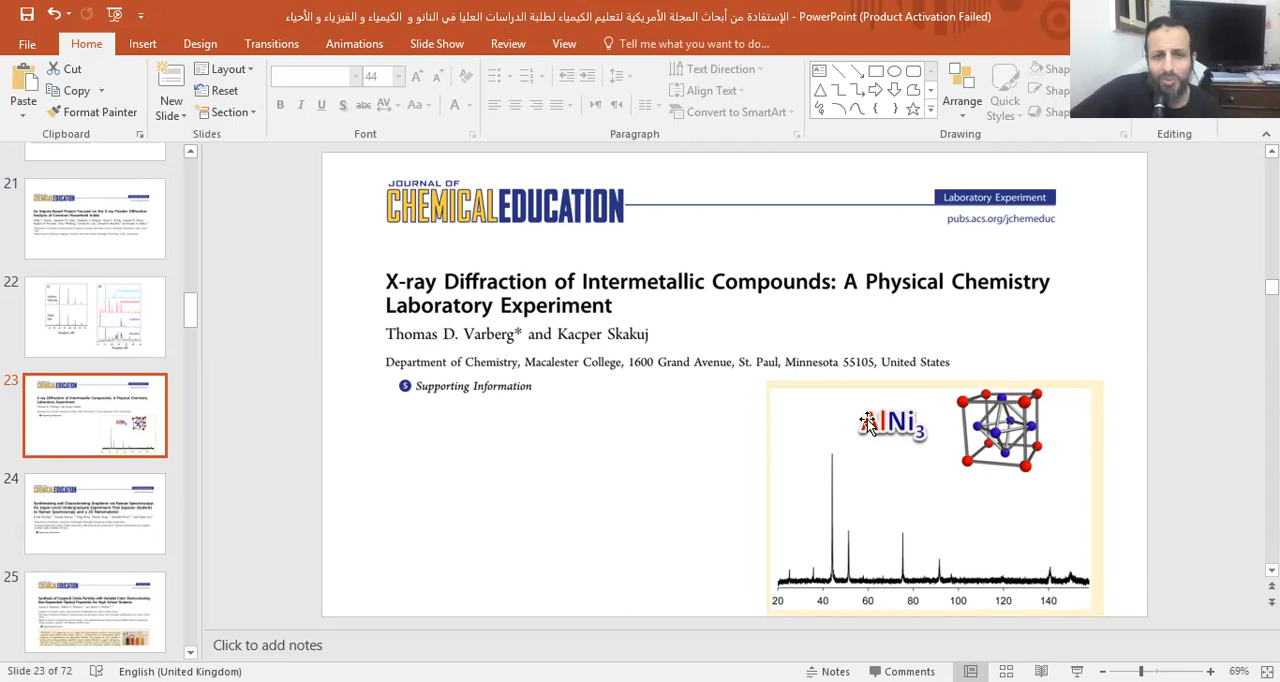 الإستفادة من أبحاث المجلة الأمريكية لتعليم الكيمياء لطلبة الدراسات العليا في النانو و الكيمياء و الفيزياء و الأحياء - PowerPoint (Product Activation Failed)
File Home Insert Design Transitions Animations Slide Show Review View Tell me what you want to do...
Paste
Cut
Copy
Format Painter
Clipboard
New Slide
Layout
Reset
Section
Slides
44
B I U S abc AV Aa A
Font
Text Direction
Align Text
Convert to SmartArt
Paragraph
Arrange
Quick Styles
Drawing
Editing
21
22
23
24
25
JOURNAL OF
CHEMICALEDUCATION
Laboratory Experiment
pubs.acs.org/jchemeduc
X-ray Diffraction of Intermetallic Compounds: A Physical Chemistry
Laboratory Experiment
Thomas D. Varberg* and Kacper Skakuj
Department of Chemistry, Macalester College, 1600 Grand Avenue, St. Paul, Minnesota 55105, United States
S Supporting Information
AlNi3
20 40 60 80 100 120 140
Click to add notes
Slide 23 of 72 English (United Kingdom) Notes Comments 69%